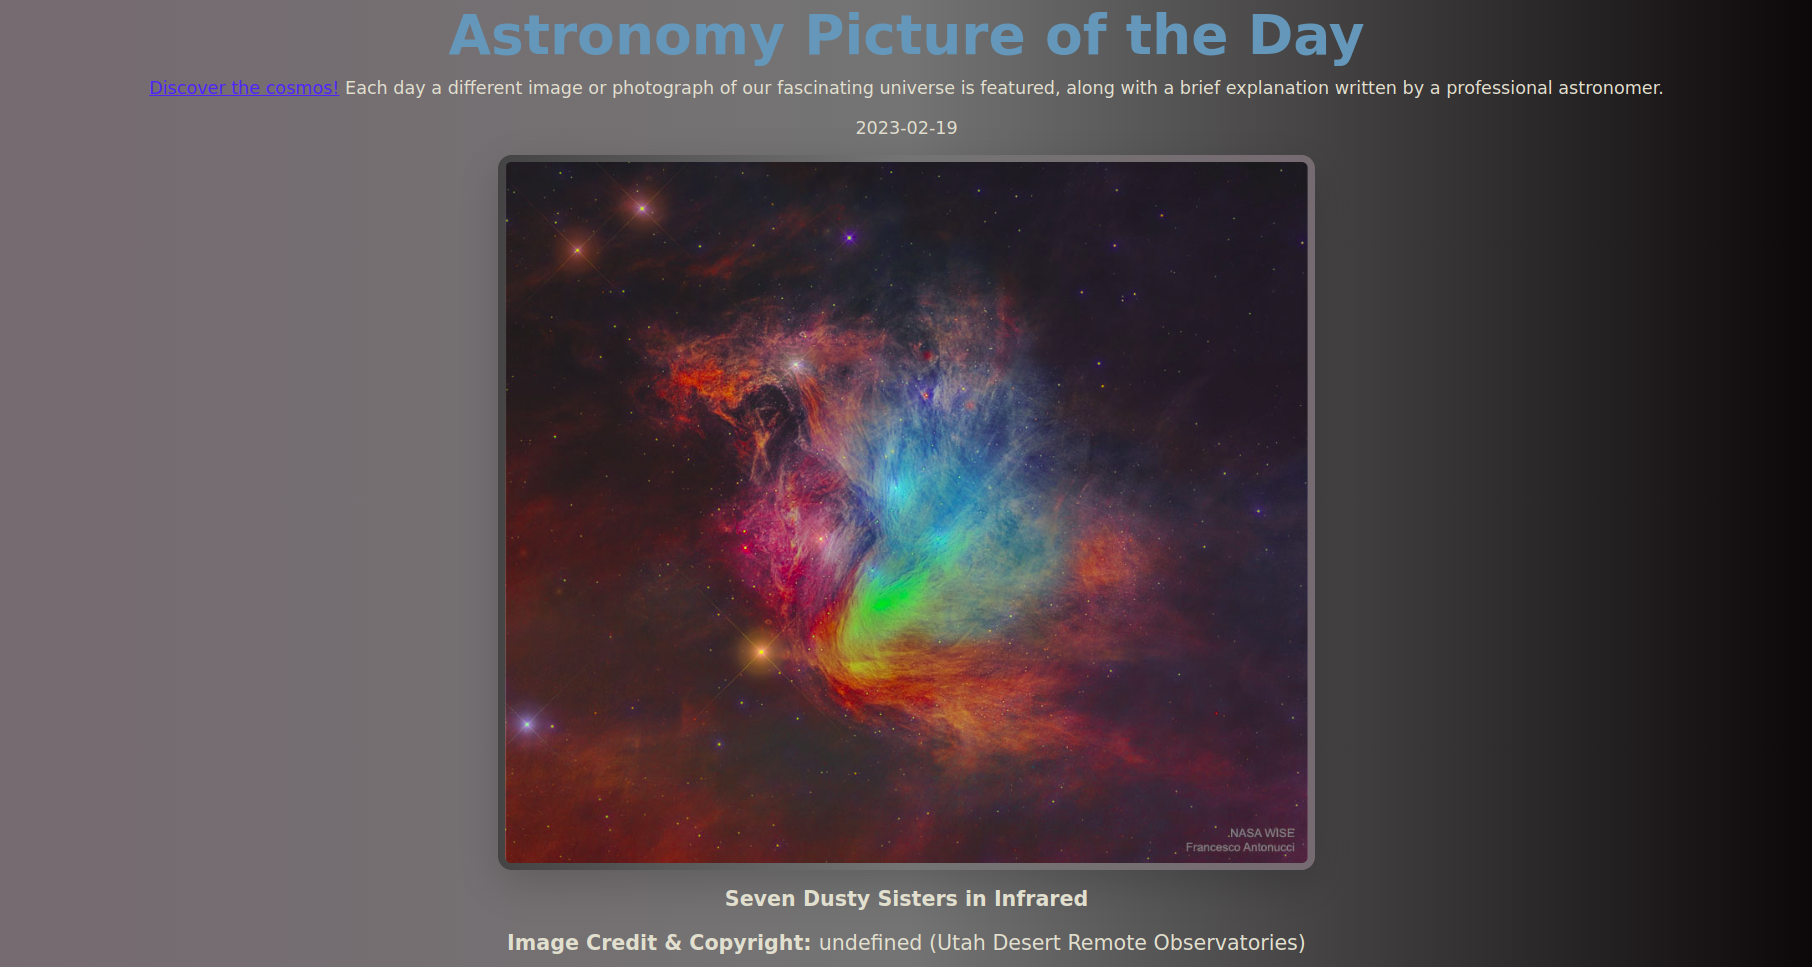 Astronomy Picture of the Day
Discover the cosmos! Each day a different image or photograph of our fascinating universe is featured, along with a brief explanation written by a professional astronomer.
2023-02-19
.NASA WISE
Francesco Antonucci
Seven Dusty Sisters in Infrared
Image Credit & Copyright: undefined (Utah Desert Remote Observatories)